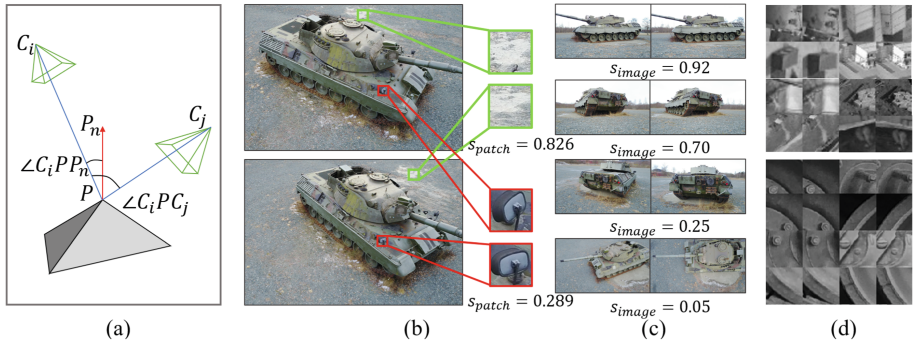 C_i
P_n
C_j
∠C_iPP_n
P
∠C_iPC_j
(a)
s_patch = 0.826
s_patch = 0.289
(b)
s_image = 0.92
s_image = 0.70
s_image = 0.25
s_image = 0.05
(c)
(d)